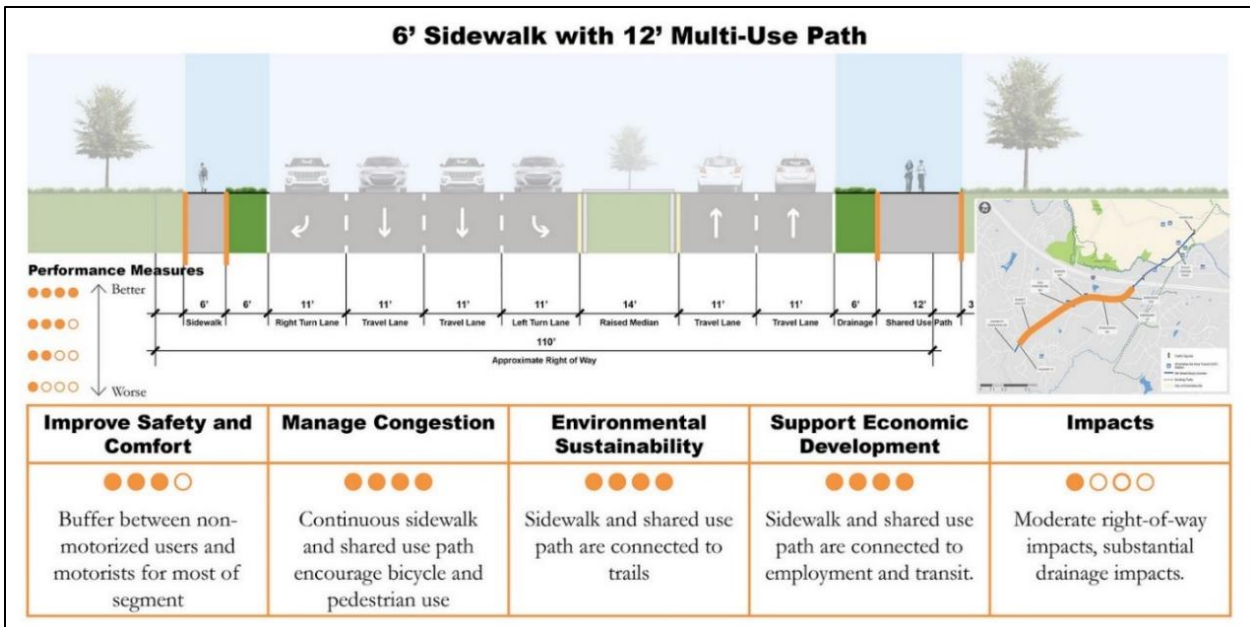 6' Sidewalk with 12' Multi-Use Path
Performance Measures
Better
Worse
6'
6'
11'
11'
11'
11'
14'
11'
11'
6'
12'
3
Sidewalk
Right Turn Lane
Travel Lane
Travel Lane
Left Turn Lane
Raised Median
Travel Lane
Travel Lane
Drainage
Shared Use Path
110'
Approximate Right of Way
Improve Safety and
Comfort
Buffer between non-
motorized users and
motorists for most of
segment
Manage Congestion
Continuous sidewalk
and shared use path
encourage bicycle and
pedestrian use
Environmental
Sustainability
Sidewalk and shared use
path are connected to
trails
Support Economic
Development
Sidewalk and shared use
path are connected to
employment and transit.
Impacts
Moderate right-of-way
impacts, substantial
drainage impacts.